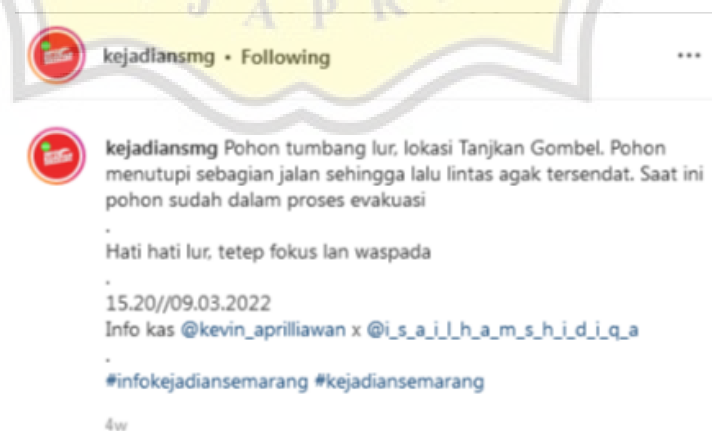 J A P R
kejadiansmg • Following
kejadiansmg Pohon tumbang lur, lokasi Tanjkan Gombel. Pohon
menutupi sebagian jalan sehingga lalu lintas agak tersendat. Saat ini
pohon sudah dalam proses evakuasi
.
Hati hati lur, tetep fokus lan waspada
.
15.20//09.03.2022
Info kas @kevin_aprilliawan x @i_s_a_i_l_h_a_m_s_h_i_d_i_q_a
.
#infokejadiansemarang #kejadiansemarang
4w